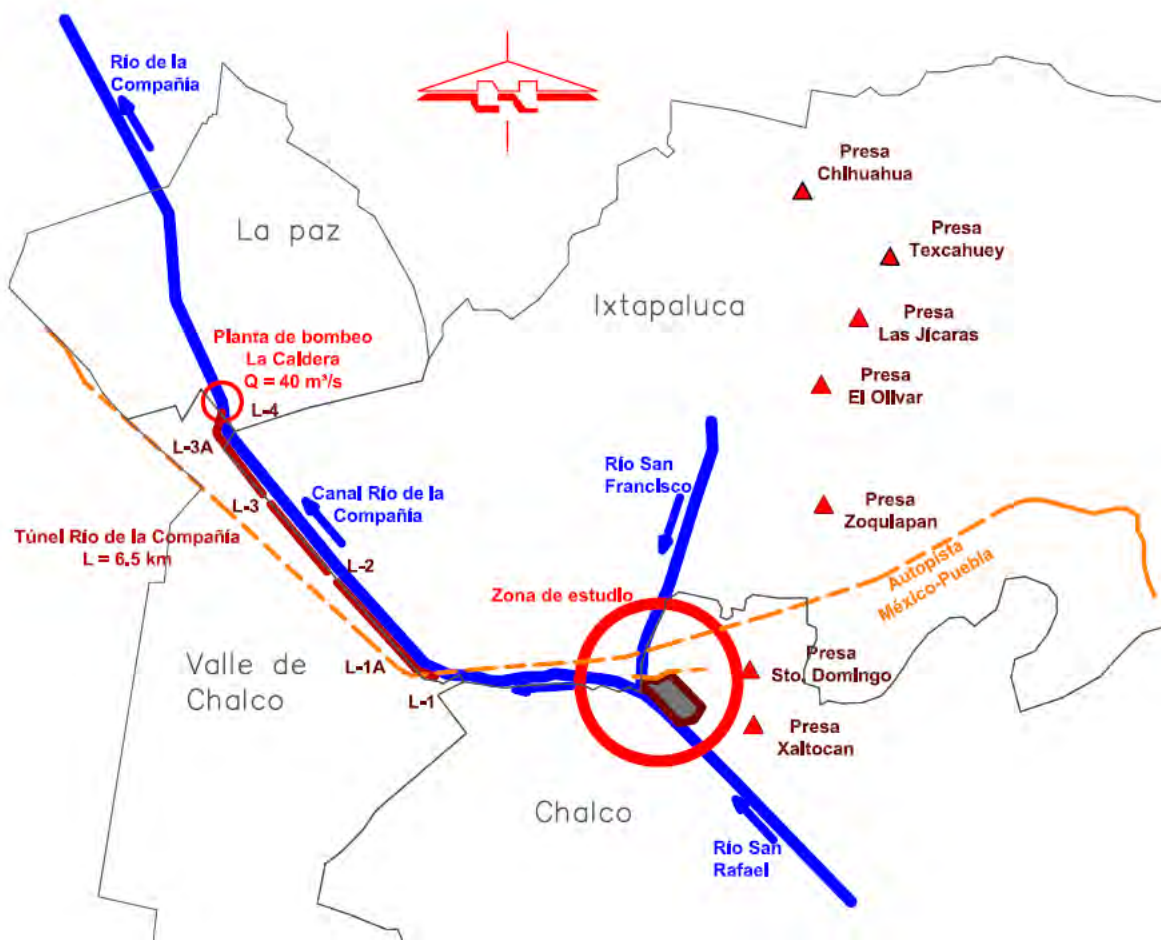 Río de la
Compañía
La paz
Presa
Chihuahua
Presa
Texcahuey
Ixtapaluca
Presa
Las Jícaras
Planta de bombeo
La Caldera
Q = 40 m³/s
Presa
El Olivar
L-4
L-3A
Río San
Francisco
Canal Río de la
Compañía
L-3
Presa
Zoquiapan
Túnel Río de la Compañía
L = 6.5 km
L-2
Autopista
México-Puebla
Zona de estudio
Valle de
Chalco
L-1A
L-1
Presa
Sto. Domingo
Presa
Xaltocan
Chalco
Río San
Rafael